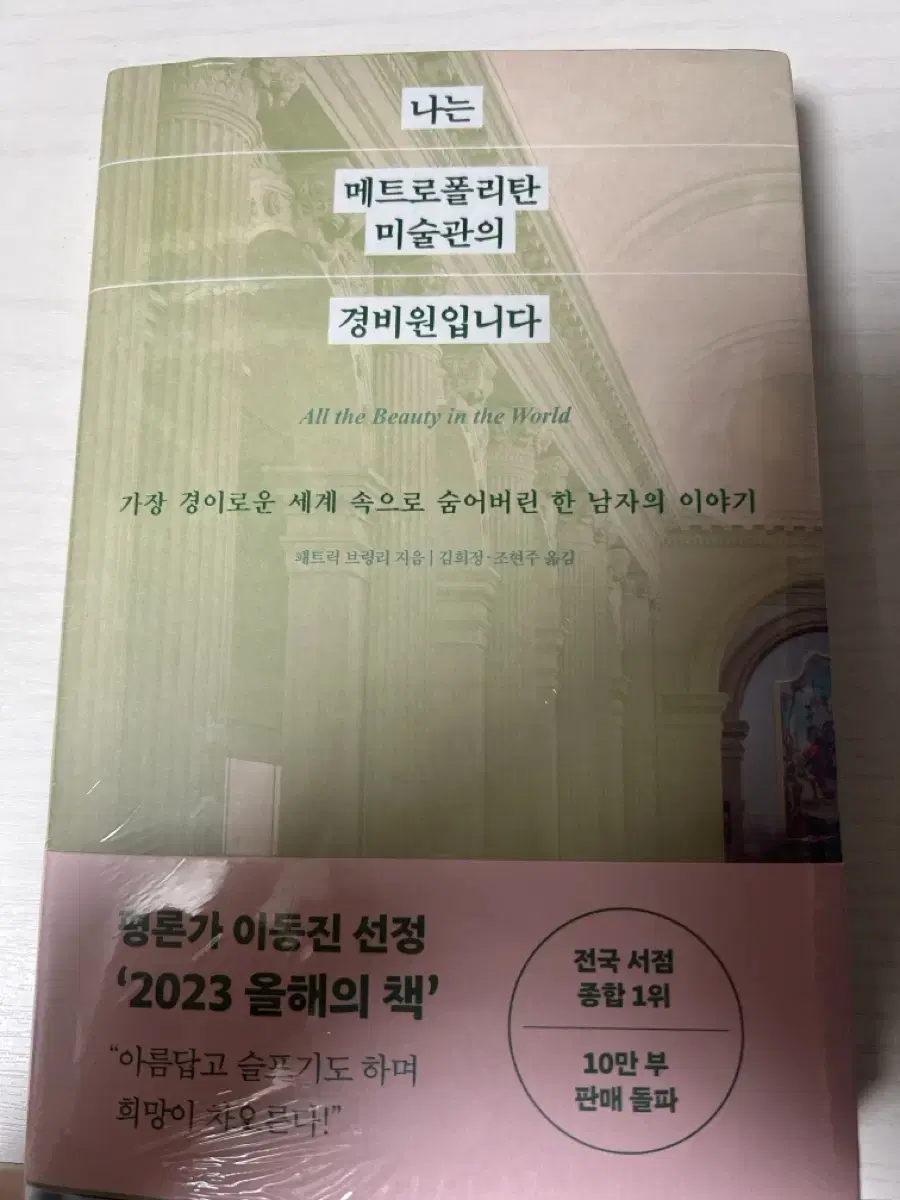 나는
메트로폴리탄
미술관의
경비원입니다
All the Beauty in the World
가장 경이로운 세계 속으로 숨어버린 한 남자의 이야기
패트릭 브링리 지음 | 김희정·조현주 옮김
평론가 이동진 선정
‘2023 올해의 책’
“아름답고 슬프기도 하며
희망이 차오른다!”
전국 서점
종합 1위
10만 부
판매 돌파